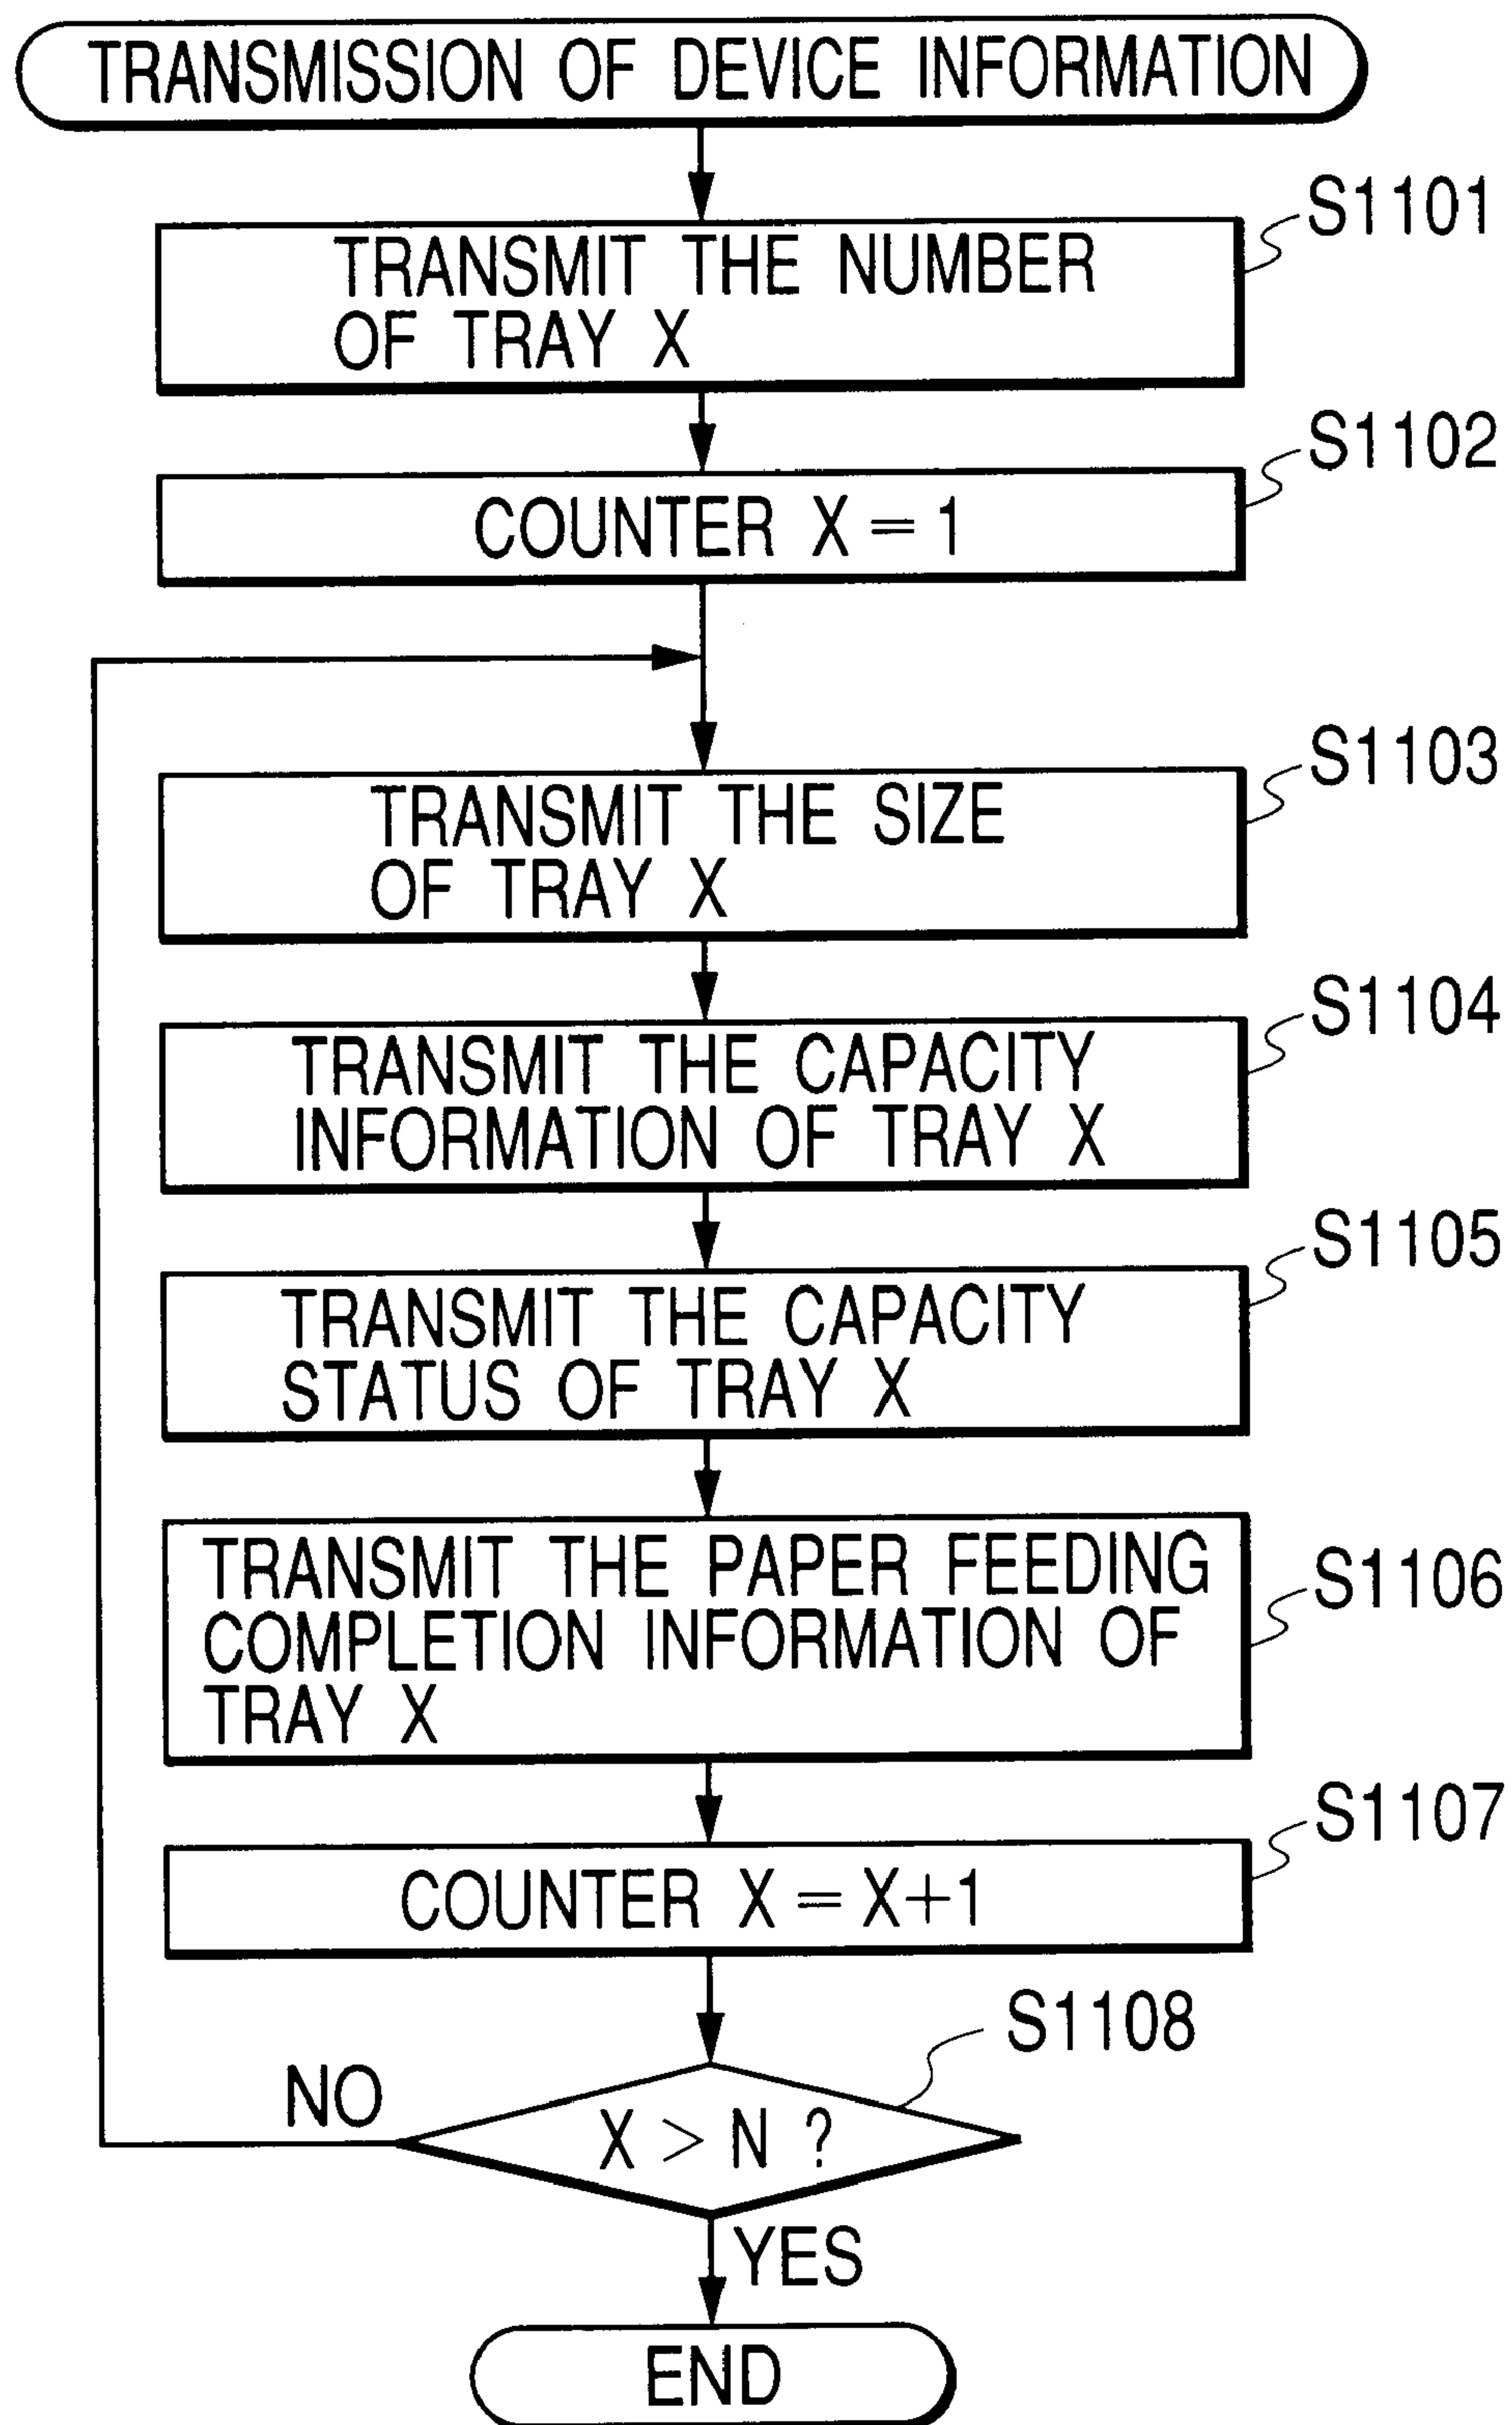 TRANSMISSION OF DEVICE INFORMATION
S1101
TRANSMIT THE NUMBER
OF TRAY X
S1102
COUNTER X = 1
S1103
TRANSMIT THE SIZE
OF TRAY X
S1104
TRANSMIT THE CAPACITY
INFORMATION OF TRAY X
S1105
TRANSMIT THE CAPACITY
STATUS OF TRAY X
S1106
TRANSMIT THE PAPER FEEDING
COMPLETION INFORMATION OF
TRAY X
S1107
COUNTER X = X+1
S1108
NO
X > N ?
YES
END